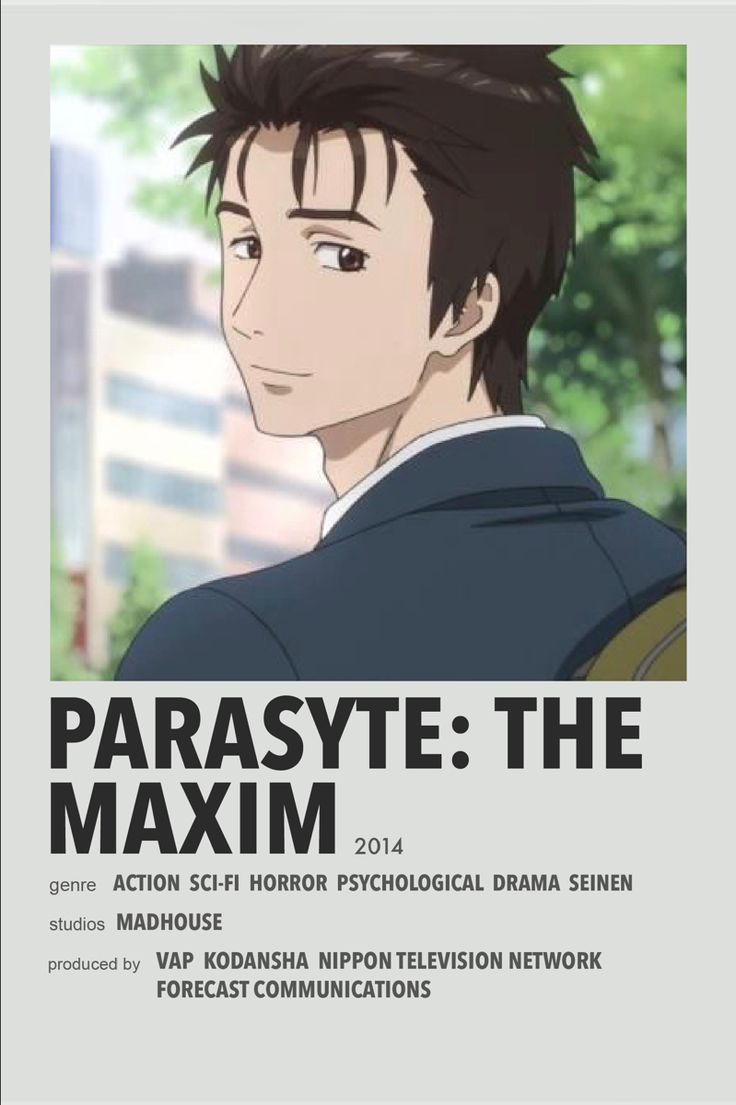 PARASYTE: THE
MAXIM 2014
genre ACTION SCI-FI HORROR PSYCHOLOGICAL DRAMA SEINEN
studios MADHOUSE
produced by VAP KODANSHA NIPPON TELEVISION NETWORK
FORECAST COMMUNICATIONS